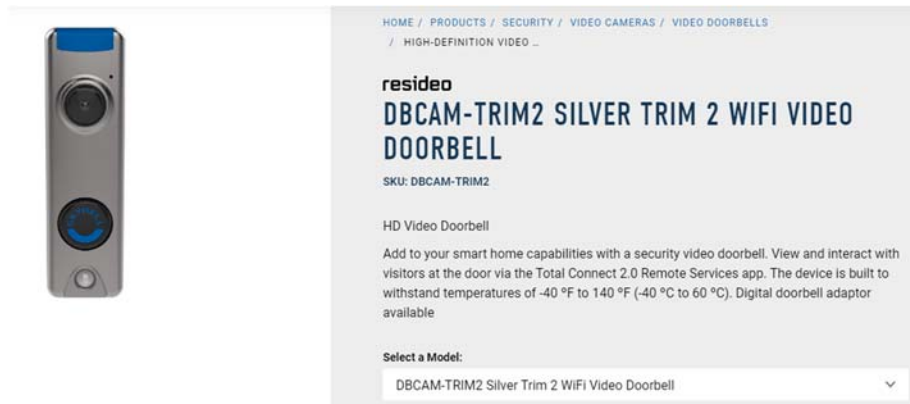 HOME / PRODUCTS / SECURITY / VIDEO CAMERAS / VIDEO DOORBELLS
/ HIGH-DEFINITION VIDEO …
resideo
DBCAM-TRIM2 SILVER TRIM 2 WIFI VIDEO
DOORBELL
SKU: DBCAM-TRIM2
HD Video Doorbell
Add to your smart home capabilities with a security video doorbell. View and interact with
visitors at the door via the Total Connect 2.0 Remote Services app. The device is built to
withstand temperatures of -40 ºF to 140 ºF (-40 ºC to 60 ºC). Digital doorbell adaptor
available
Select a Model:
DBCAM-TRIM2 Silver Trim 2 WiFi Video Doorbell